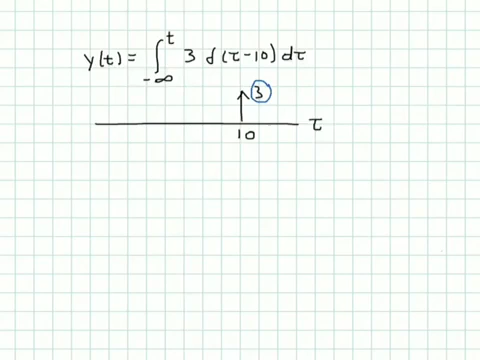 y(t) = ∫_{-∞}^{t} 3 δ(τ-10) dτ
3
10 τ